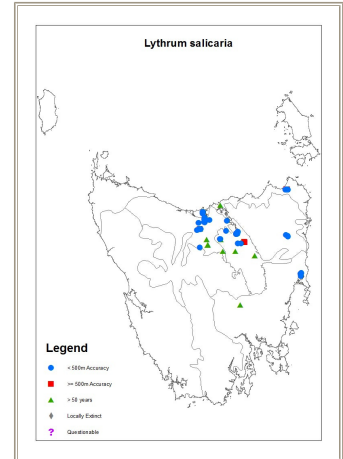 Lythrum salicaria
Legend
< 500m Accuracy
>= 500m Accuracy
> 50 years
Locally Extinct
? Questionable